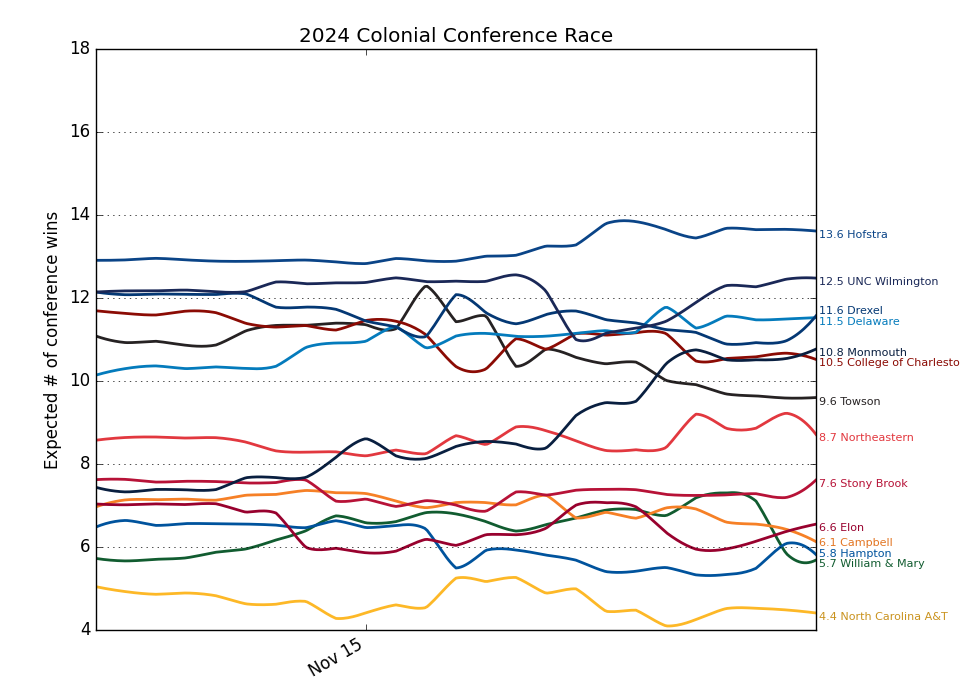 2024 Colonial Conference Race
Expected # of conference wins
18
16
14
12
10
8
6
4
Nov 15
13.6 Hofstra
12.5 UNC Wilmington
11.6 Drexel
11.5 Delaware
10.8 Monmouth
10.5 College of Charlesto
9.6 Towson
8.7 Northeastern
7.6 Stony Brook
6.6 Elon
6.1 Campbell
5.8 Hampton
5.7 William & Mary
4.4 North Carolina A&T